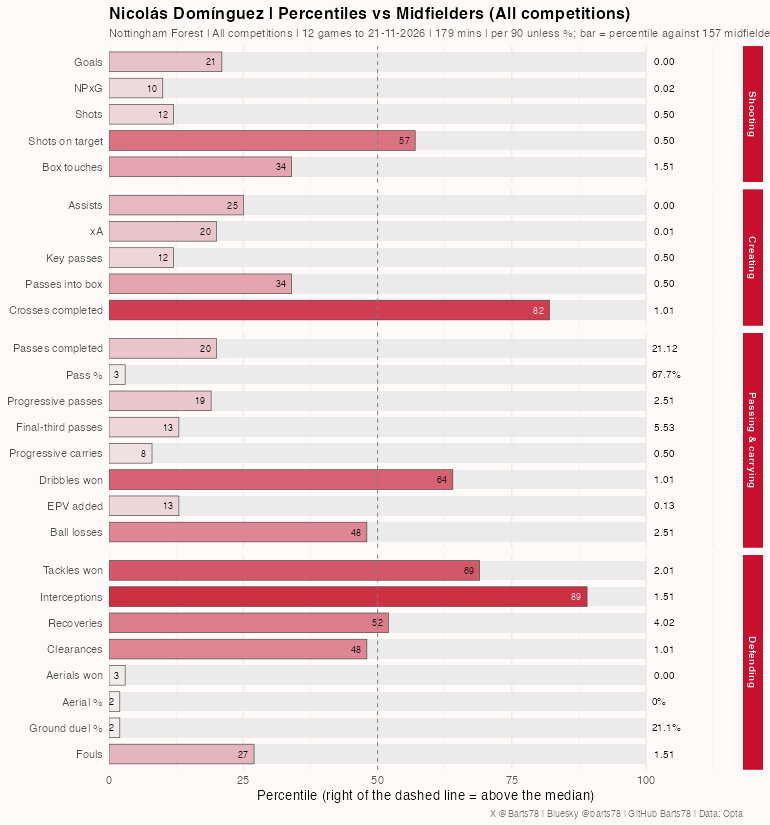 Nicolás Domínguez | Percentiles vs Midfielders (All competitions)
Nottingham Forest | All competitions | 12 games to 21-11-2026 | 179 mins | per 90 unless %; bar = percentile against 157 midfielde
Goals 21 0.00
NPxG 10 0.02
Shots 12 0.50
Shots on target 57 0.50
Box touches 34 1.51
Shooting
Assists 25 0.00
xA 20 0.01
Key passes 12 0.50
Passes into box 34 0.50
Crosses completed 82 1.01
Creating
Passes completed 20 21.12
Pass % 3 67.7%
Progressive passes 19 2.51
Final-third passes 13 5.53
Progressive carries 8 0.50
Dribbles won 64 1.01
EPV added 13 0.13
Ball losses 48 2.51
Passing & carrying
Tackles won 69 2.01
Interceptions 89 1.51
Recoveries 52 4.02
Clearances 48 1.01
Aerials won 3 0.00
Aerial % 2 0%
Ground duel % 2 21.1%
Fouls 27 1.51
Defending
0 25 50 75 100
Percentile (right of the dashed line = above the median)
X @Barts78 | Bluesky @barts78 | GitHub Barts78 | Data: Opta